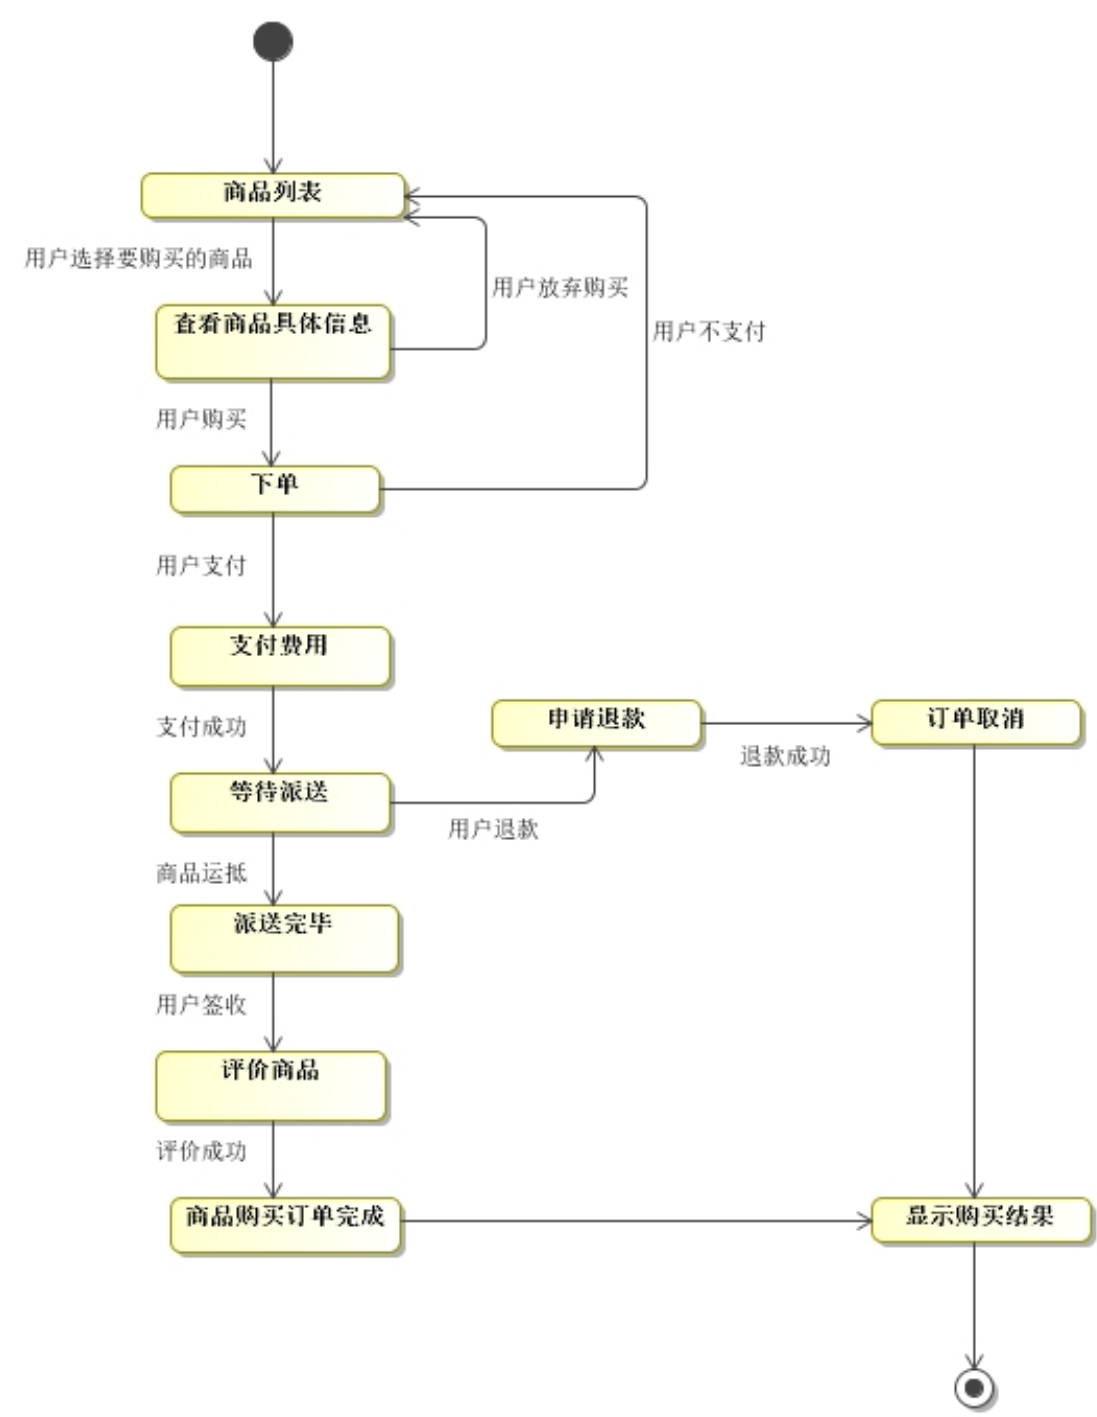 商品列表
用户选择要购买的商品
用户放弃购买
查看商品具体信息
用户不支付
用户购买
下单
用户支付
支付费用
支付成功
申请退款
订单取消
退款成功
等待派送
用户退款
商品运抵
派送完毕
用户签收
评价商品
评价成功
商品购买订单完成
显示购买结果